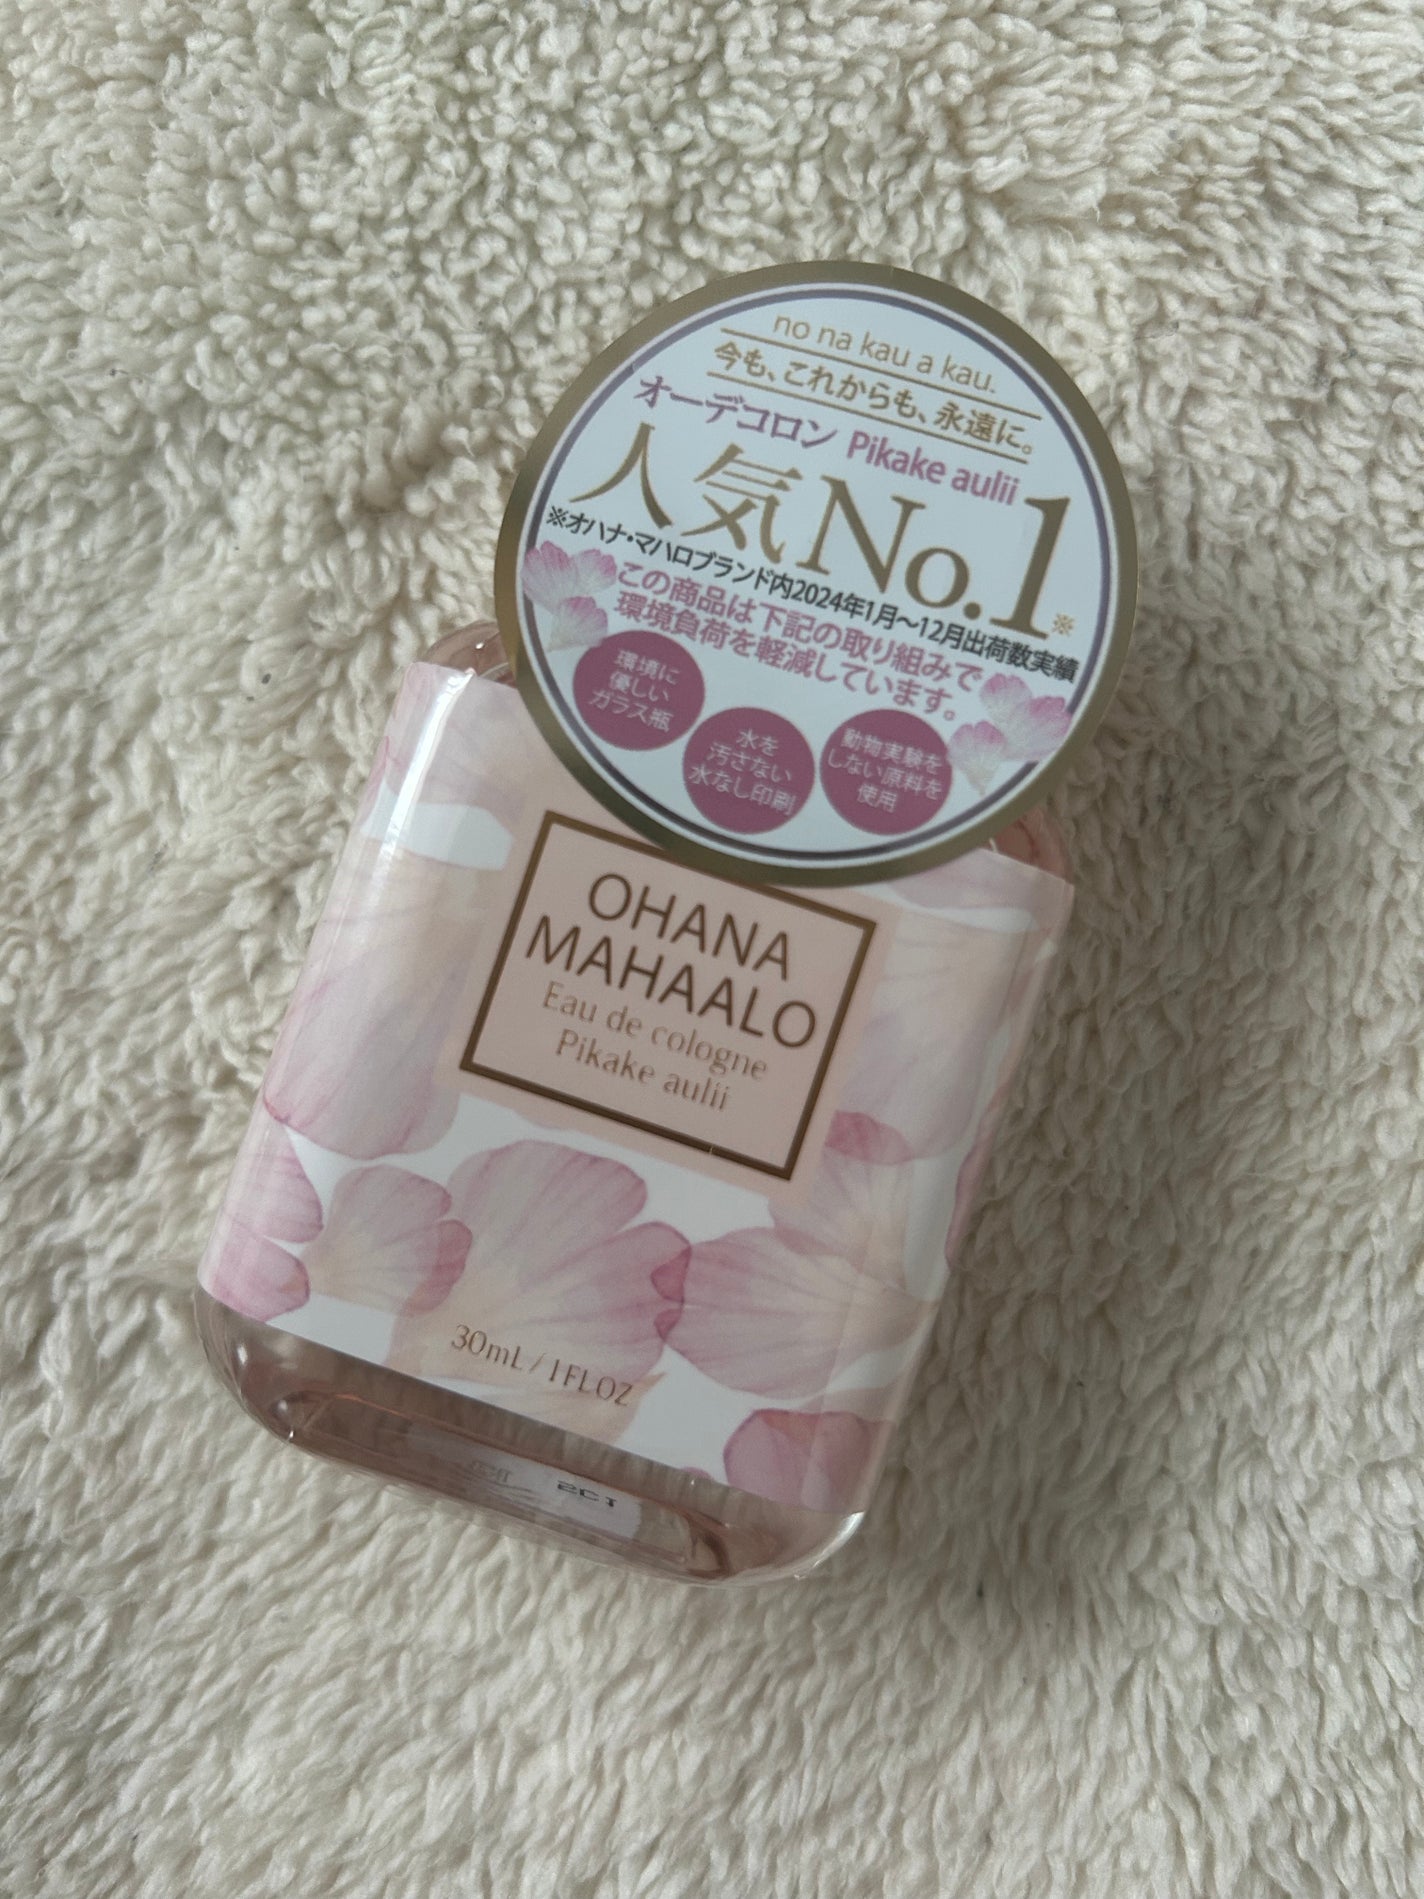 no na kau a kau.
今も、これからも、永遠に。
オーデコロン Pikake aulii
人気No.1※
※オハナ・マハロブランド内2024年1月～12月出荷数実績
この商品は下記の取り組みで
環境負荷を軽減しています。
環境に
優しい
ガラス瓶
水を
汚さない
水なし印刷
動物実験を
しない原料を
使用
OHANA
MAHAALO
Eau de cologne
Pikake aulii
30mL / 1FLOZ